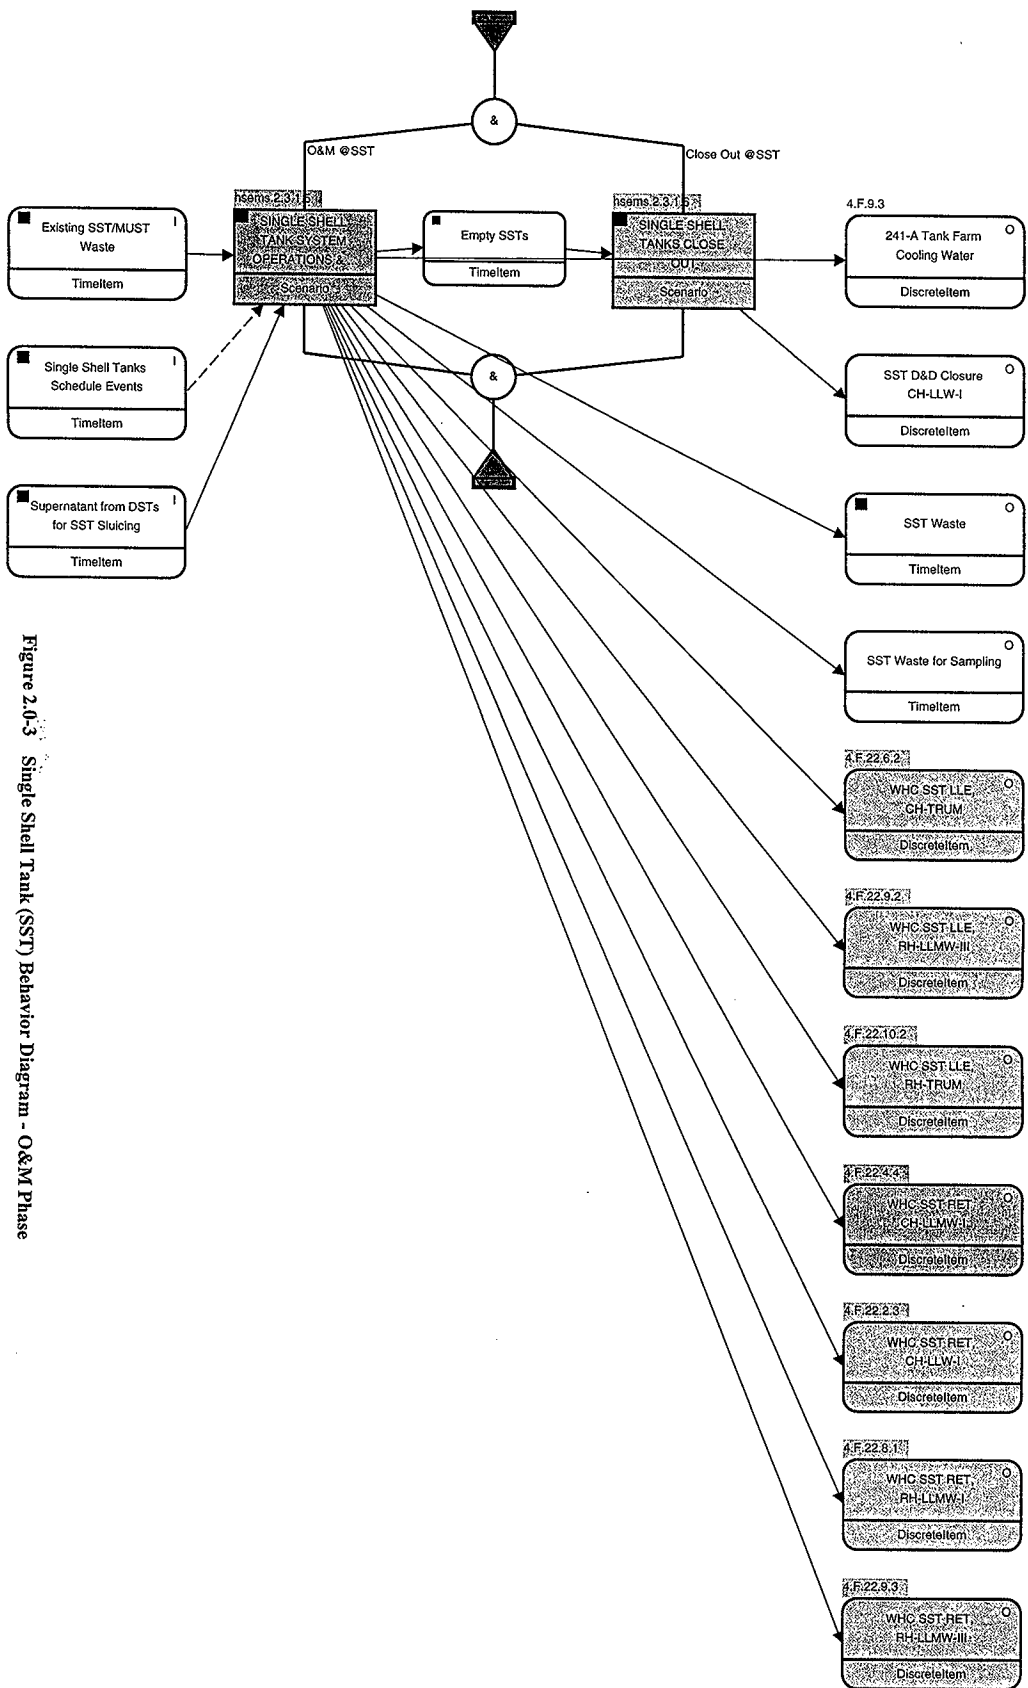 &
O&M @SST
Close Out @SST
Existing SST/MUST
Waste
I
TimeItem
hsems.2.3.1.
SINGLE SHELL
TANK SYSTEM
OPERATIONS &
Scenario
Empty SSTs
TimeItem
hsems.2.3.1.
SINGLE SHELL
TANKS CLOSE
OUT
Scenario
4.F.9.3
241-A Tank Farm
Cooling Water
O
DiscreteItem
Single Shell Tanks
Schedule Events
I
TimeItem
&
SST D&D Closure
CH-LLW-I
O
DiscreteItem
Supernatant from DSTs
for SST Sluicing
I
TimeItem
SST Waste
O
TimeItem
SST Waste for Sampling
O
TimeItem
4.F.22.6.2
WHC SST LLE,
CH-TRUM
O
DiscreteItem
4.F.22.9.2
WHC SST LLE,
RH-LLMW-III
O
DiscreteItem
4.F.22.10.2
WHC SST LLE,
RH-TRUM
O
DiscreteItem
4.F.22.4.4
WHC SST RET,
CH-LLMW-I
O
DiscreteItem
4.F.22.2.3
WHC SST RET,
CH-LLW-I
O
DiscreteItem
4.F.22.8.1
WHC SST RET,
RH-LLMW-I
O
DiscreteItem
4.F.22.9.3
WHC SST RET,
RH-LLMW-III
O
DiscreteItem
Figure 2.0-3 Single Shell Tank (SST) Behavior Diagram - O&M Phase